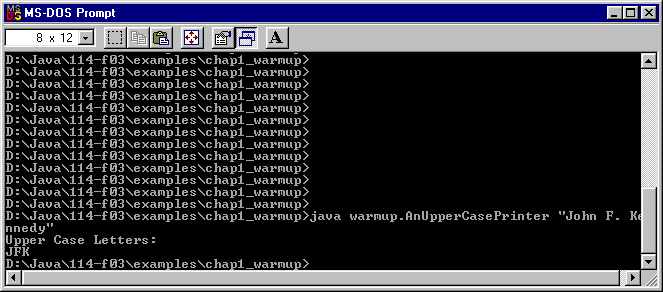 MS-DOS Prompt
8 x 12
A
D:\Java\114-f03\examples\chap1_warmup>
D:\Java\114-f03\examples\chap1_warmup>
D:\Java\114-f03\examples\chap1_warmup>
D:\Java\114-f03\examples\chap1_warmup>
D:\Java\114-f03\examples\chap1_warmup>
D:\Java\114-f03\examples\chap1_warmup>
D:\Java\114-f03\examples\chap1_warmup>
D:\Java\114-f03\examples\chap1_warmup>
D:\Java\114-f03\examples\chap1_warmup>
D:\Java\114-f03\examples\chap1_warmup>
D:\Java\114-f03\examples\chap1_warmup>
D:\Java\114-f03\examples\chap1_warmup>
D:\Java\114-f03\examples\chap1_warmup>
D:\Java\114-f03\examples\chap1_warmup>java warmup.AnUpperCasePrinter "John F. Ke
nnedy"
Upper Case Letters:
JFK
D:\Java\114-f03\examples\chap1_warmup>